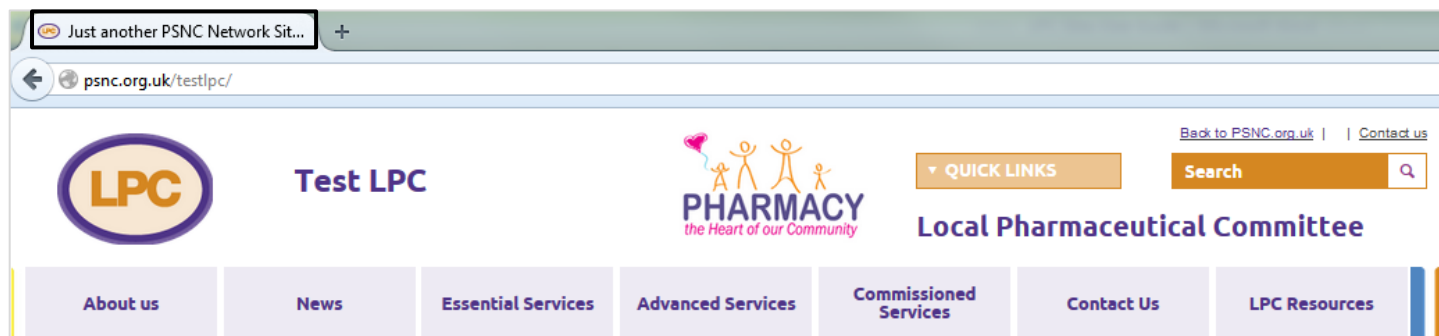 Just another PSNC Network Sit...
+
psnc.org.uk/testlpc/
Back to PSNC.org.uk | | Contact us
LPC
Test LPC
PHARMACY
the Heart of our Community
▾ QUICK LINKS
Search
Local Pharmaceutical Committee
About us
News
Essential Services
Advanced Services
Commissioned
Services
Contact Us
LPC Resources